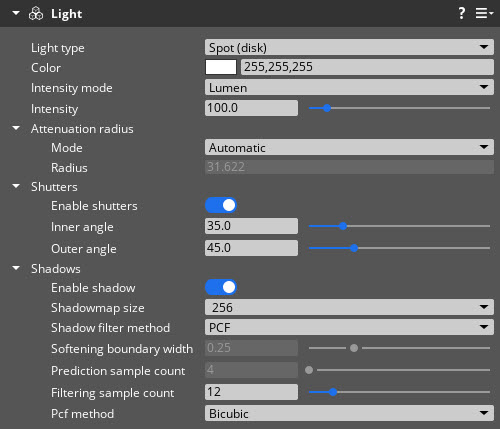 Light ?
Light type Spot (disk)
Color 255,255,255
Intensity mode Lumen
Intensity 100.0
Attenuation radius
Mode Automatic
Radius 31.622
Shutters
Enable shutters
Inner angle 35.0
Outer angle 45.0
Shadows
Enable shadow
Shadowmap size 256
Shadow filter method PCF
Softening boundary width 0.25
Prediction sample count 4
Filtering sample count 12
Pcf method Bicubic